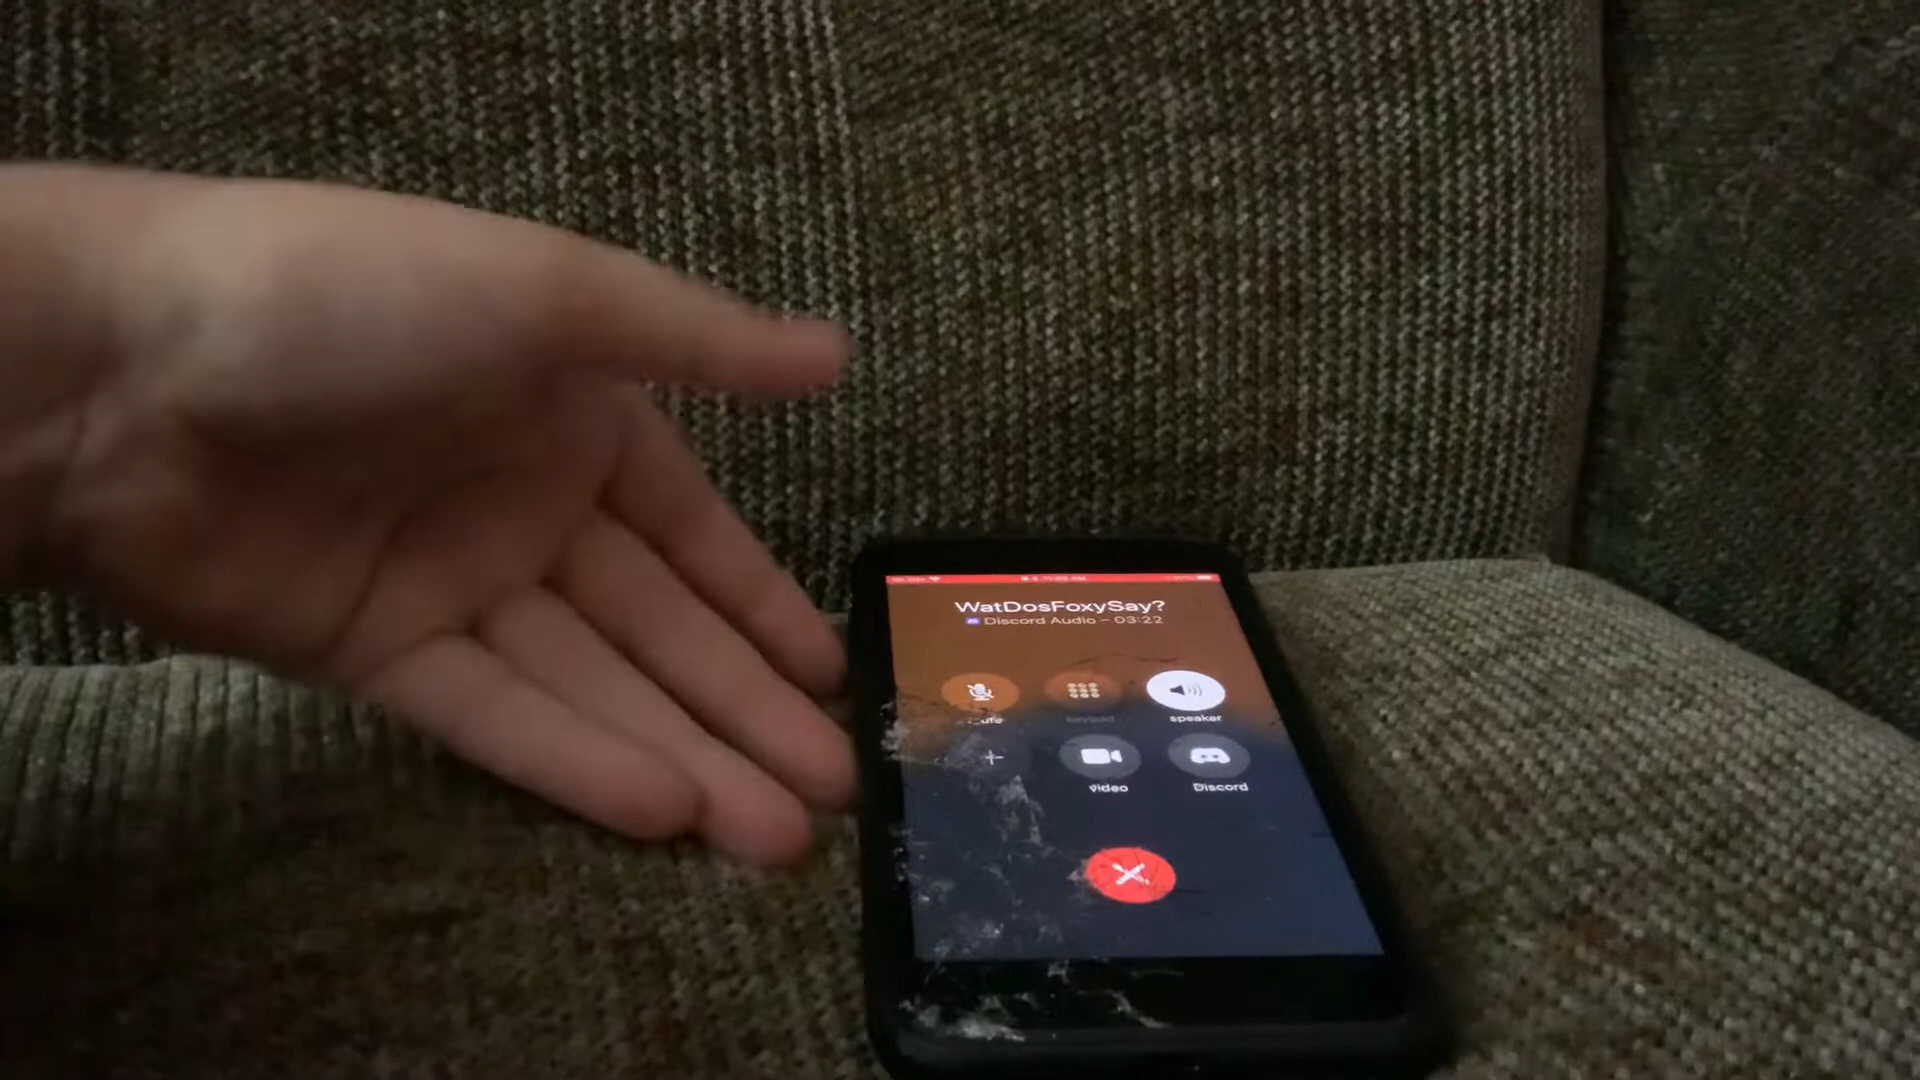 WatDosFoxySay?
Discord Audio – 03:22
speaker
video
Discord